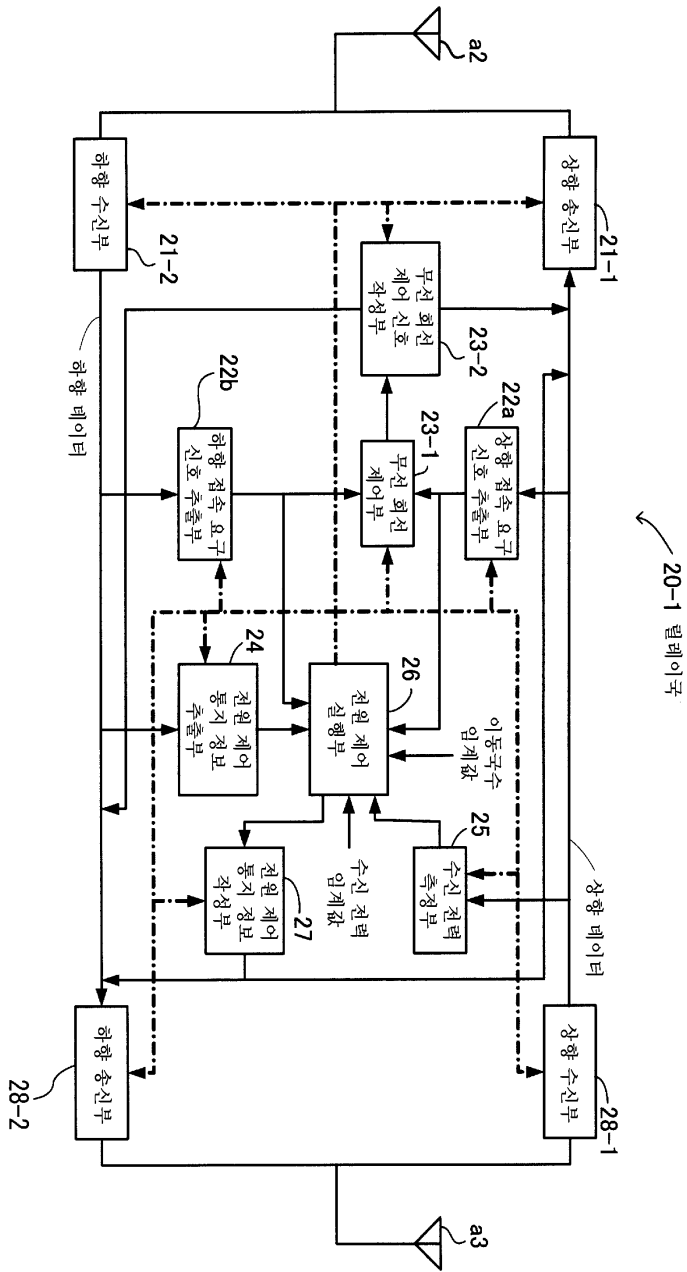 20-1 릴레이국
a2
a3
21-1
상향 송신부
상향 데이터
28-1
상향 수신부
22a
상향 접속 요구
신호 추출부
25
수신 전력
측정부
23-2
무선 회선
제어 신호
작성부
23-1
무선 회선
제어부
이동국수
임계값
26
전원 제어
실행부
수신 전력
임계값
22b
하향 접속 요구
신호 추출부
24
전원 제어
통지 정보
추출부
27
전원 제어
통지 정보
작성부
21-2
하향 수신부
하향 데이터
28-2
하향 송신부